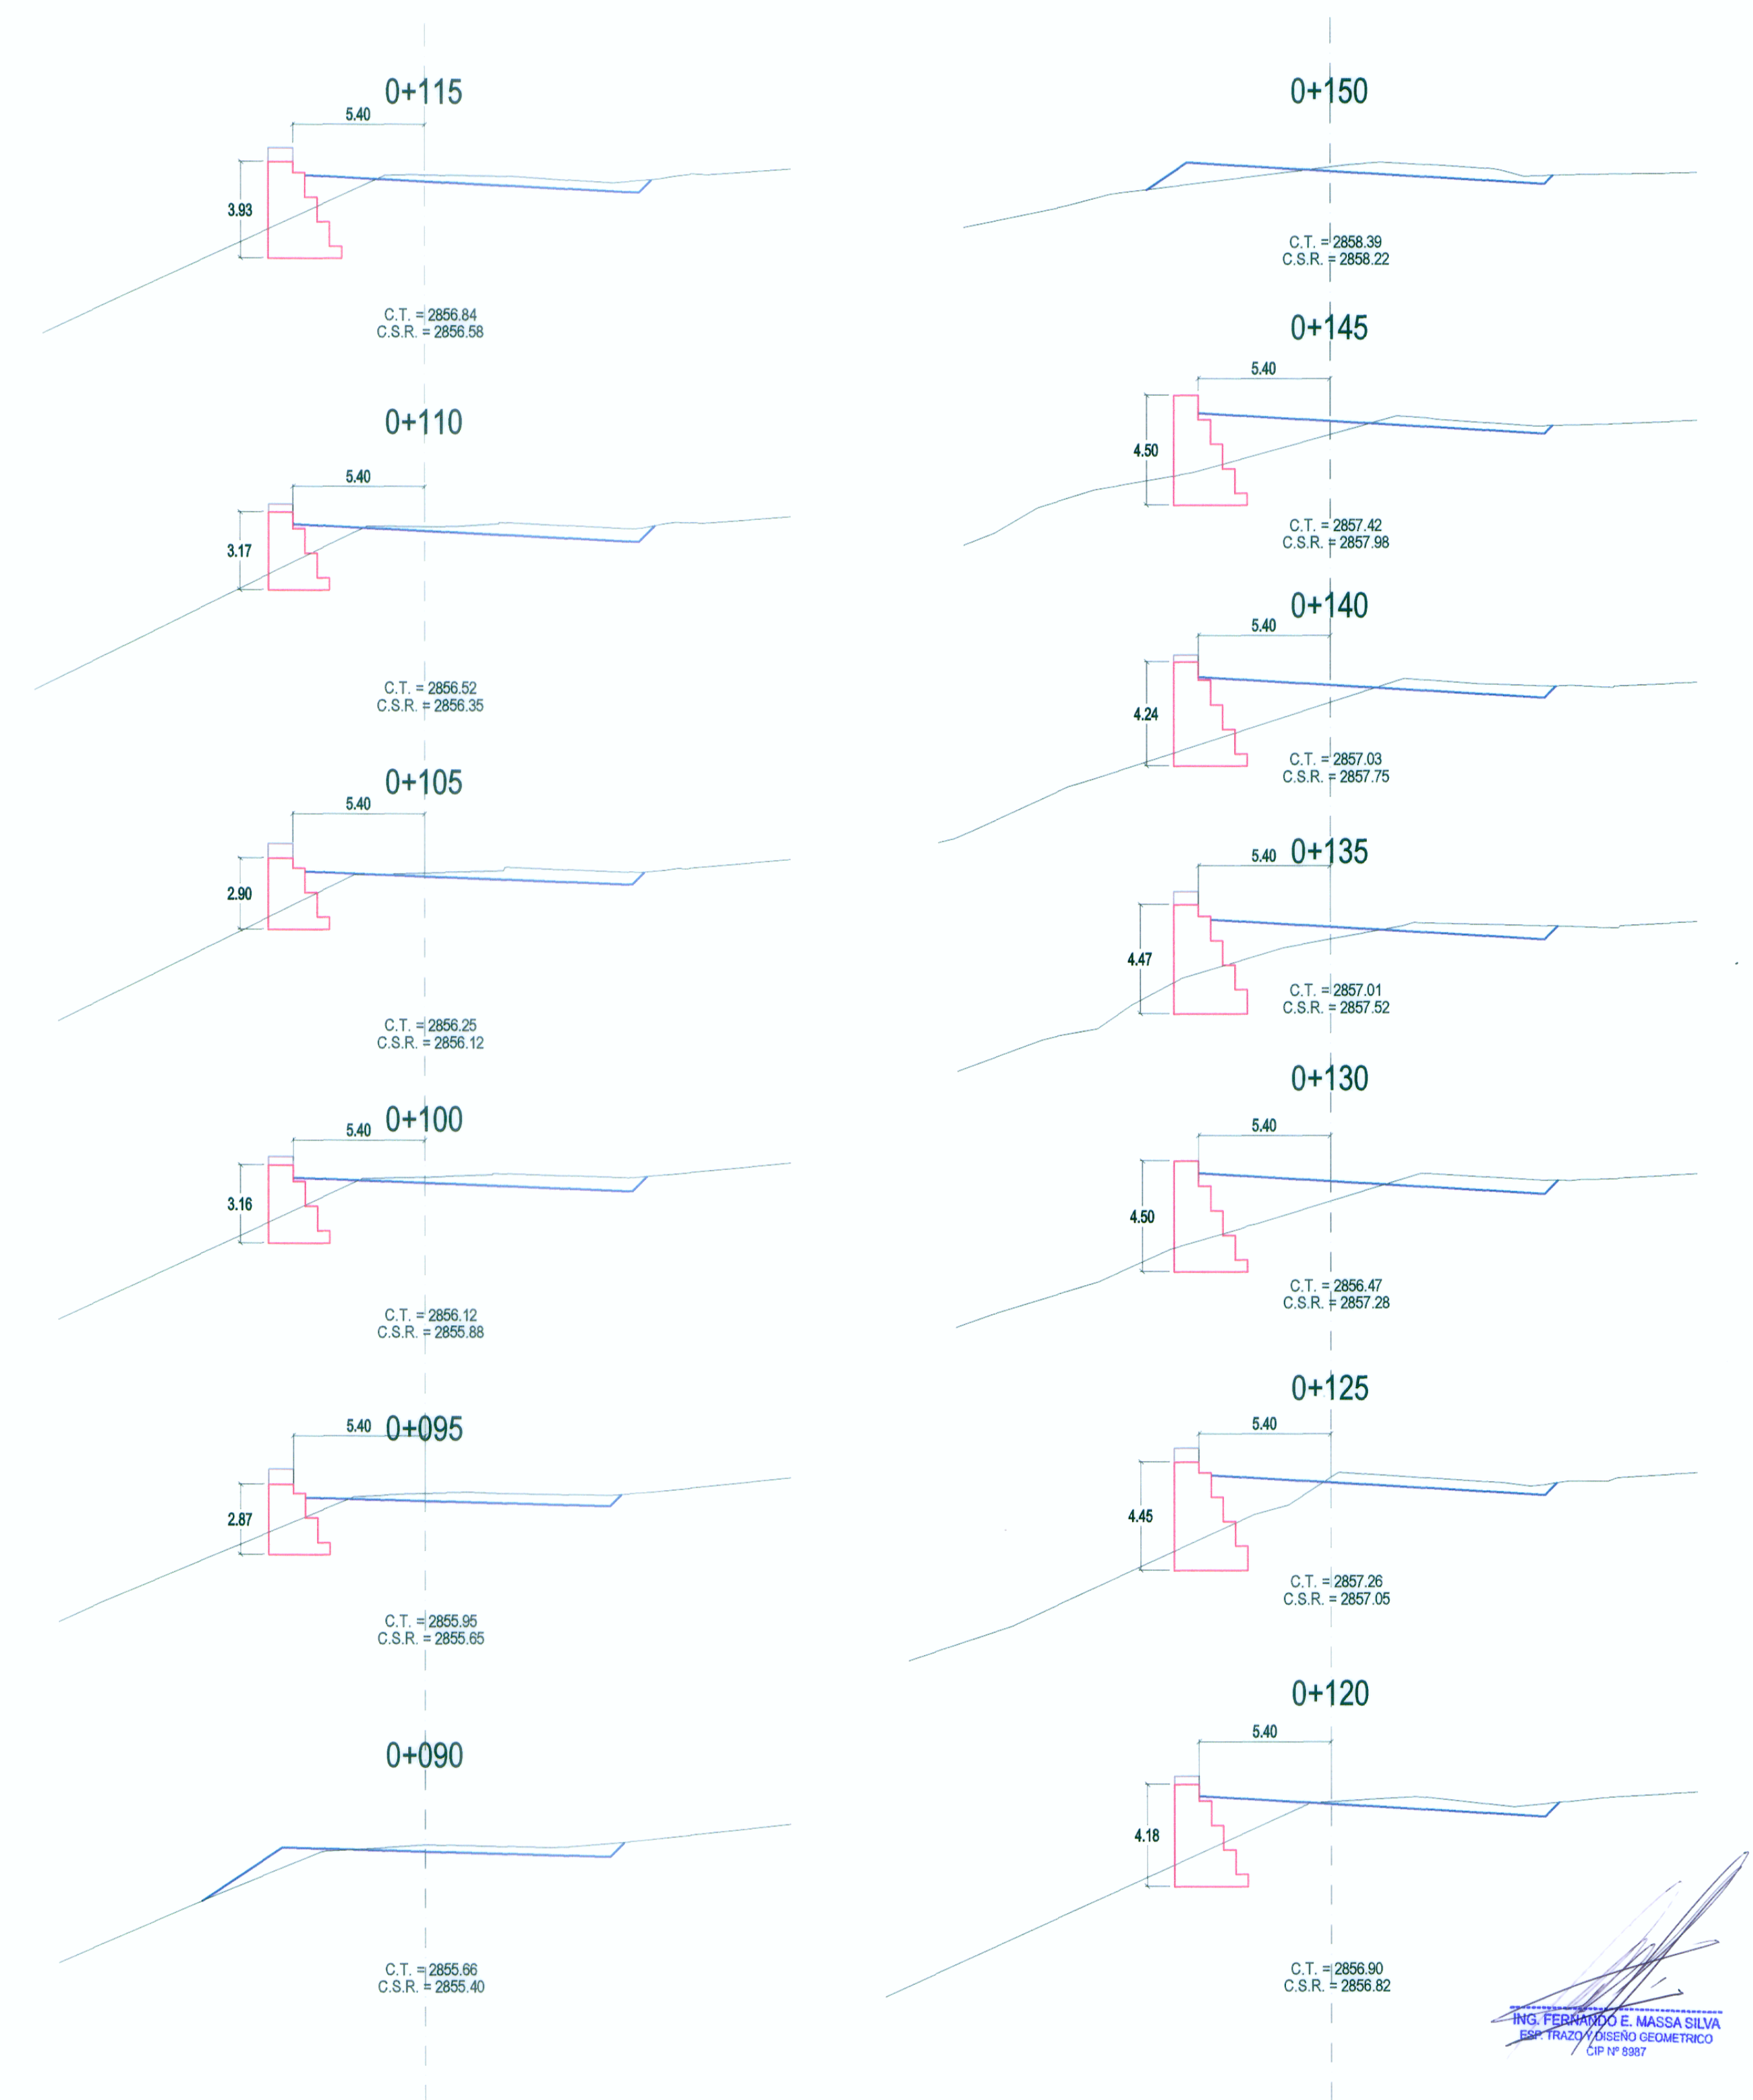 0+115
5.40
3.93
C.T. = 2856.84
C.S.R. = 2856.58
0+110
5.40
3.17
C.T. = 2856.52
C.S.R. = 2856.35
0+105
5.40
2.90
C.T. = 2856.25
C.S.R. = 2856.12
0+100
5.40
3.16
C.T. = 2856.12
C.S.R. = 2855.88
0+095
5.40
2.87
C.T. = 2855.95
C.S.R. = 2855.65
0+090
C.T. = 2855.66
C.S.R. = 2855.40
0+150
C.T. = 2858.39
C.S.R. = 2858.22
0+145
5.40
4.50
C.T. = 2857.42
C.S.R. = 2857.98
0+140
5.40
4.24
C.T. = 2857.03
C.S.R. = 2857.75
0+135
5.40
4.47
C.T. = 2857.01
C.S.R. = 2857.52
0+130
5.40
4.50
C.T. = 2856.47
C.S.R. = 2857.28
0+125
5.40
4.45
C.T. = 2857.26
C.S.R. = 2857.05
0+120
5.40
4.18
C.T. = 2856.90
C.S.R. = 2856.82
ING. FERNANDO E. MASSA SILVA
ESP. TRAZO Y DISEÑO GEOMETRICO
CIP Nº 8987